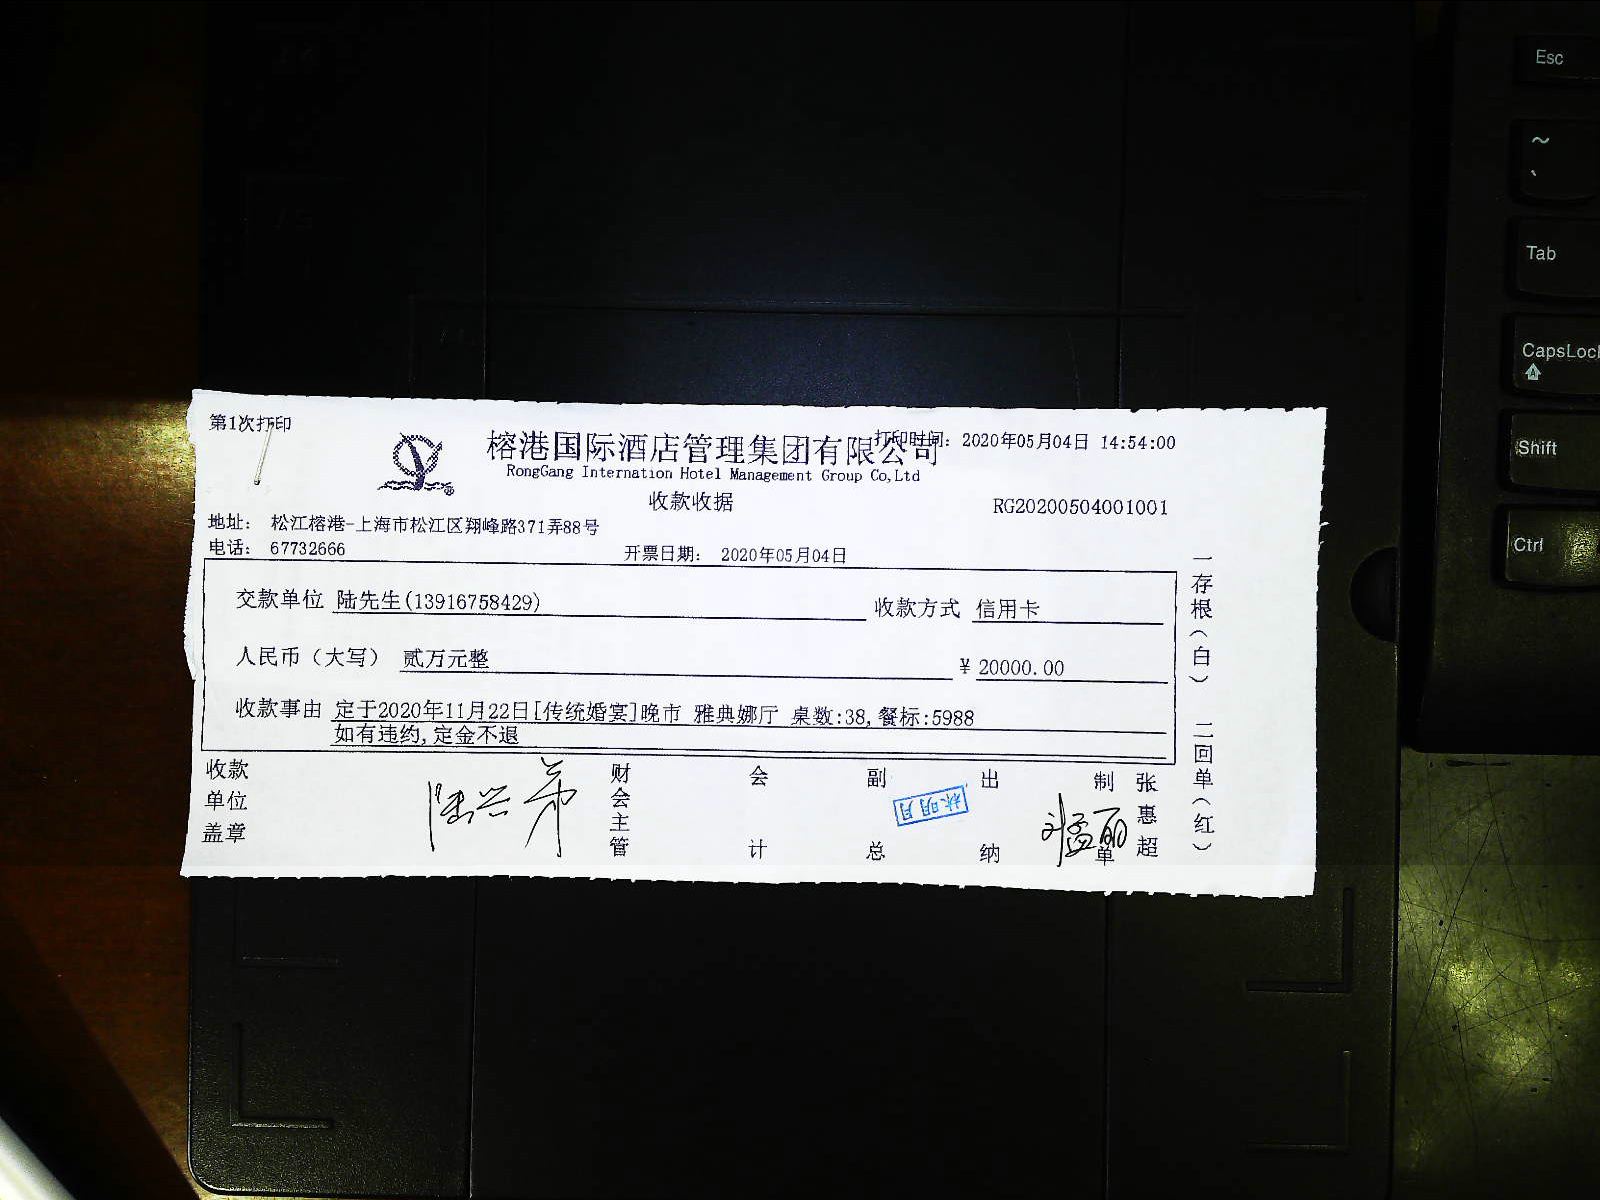 第1次打印
榕港国际酒店管理集团有限公司
打印时间: 2020年05月04日 14:54:00
RongGang Internation Hotel Management Group Co,Ltd
收款收据
RG20200504001001
地址: 松江榕港-上海市松江区翔峰路371弄88号
电话: 67732666
开票日期: 2020年05月04日
交款单位 陆先生(13916758429) 收款方式 信用卡
人民币（大写） 贰万元整 ¥ 20000.00
收款事由 定于2020年11月22日[传统婚宴]晚市 雅典娜厅 桌数:38,餐标:5988
如有违约,定金不退
收款单位盖章
财会主管
会计
副总
林明月
出纳
制单
张惠超
一存根（白） 二回单（红）
Esc
~
`
Tab
CapsLock
Shift
Ctrl